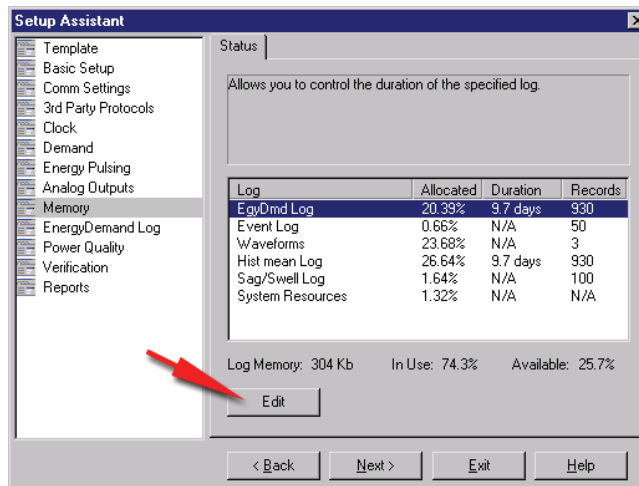 Setup Assistant
Template
Basic Setup
Comm Settings
3rd Party Protocols
Clock
Demand
Energy Pulsing
Analog Outputs
Memory
EnergyDemand Log
Power Quality
Verification
Reports
Status
Allows you to control the duration of the specified log.
Log Allocated Duration Records
EgyDmd Log 20.39% 9.7 days 930
Event Log 0.66% N/A 50
Waveforms 23.68% N/A 3
Hist mean Log 26.64% 9.7 days 930
Sag/Swell Log 1.64% N/A 100
System Resources 1.32% N/A N/A
Log Memory: 304 Kb In Use: 74.3% Available: 25.7%
Edit
< Back Next > Exit Help